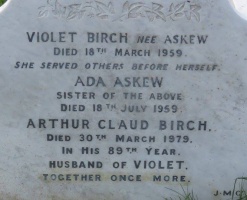 VIOLET BIRCH NEE ASKEW
DIED 18TH MARCH 1959.
SHE SERVED OTHERS BEFORE HERSELF.
ADA ASKEW
SISTER OF THE ABOVE
DIED 18TH JULY 1959
ARTHUR CLAUD BIRCH.
DIED 30TH MARCH 1979.
IN HIS 89TH YEAR.
HUSBAND OF VIOLET.
TOGETHER ONCE MORE.